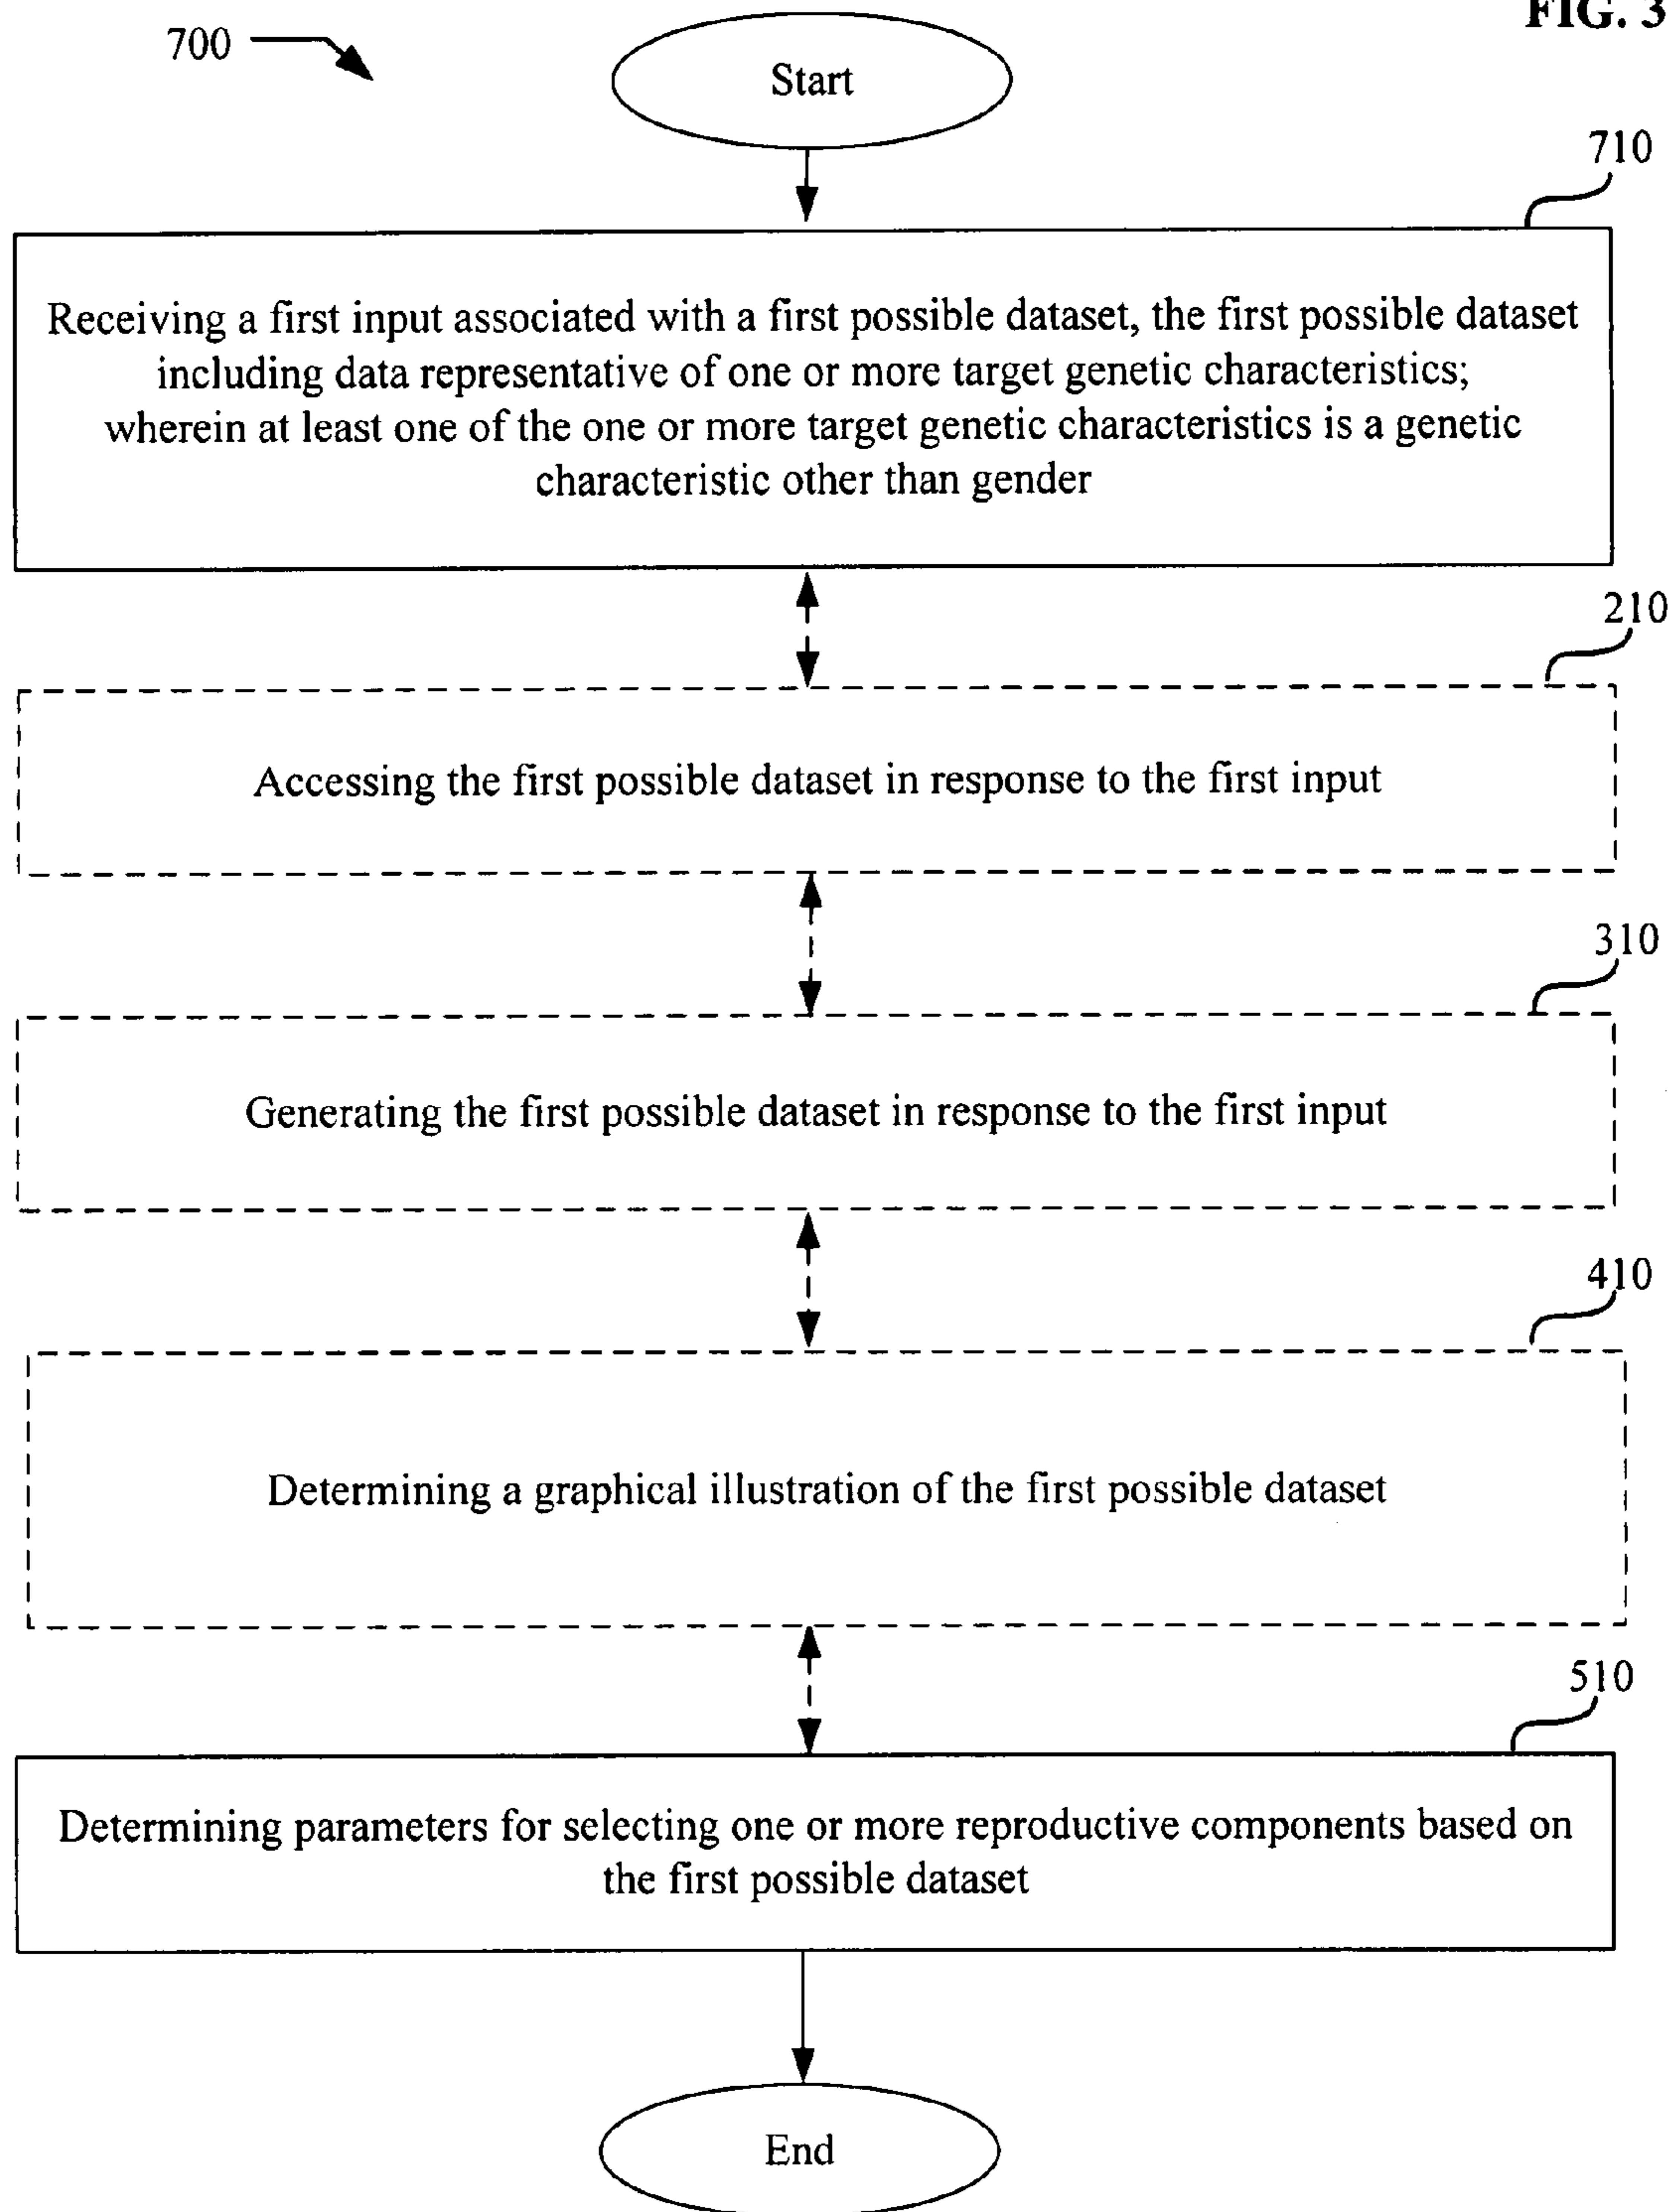 FIG. 3
700
Start
710
Receiving a first input associated with a first possible dataset, the first possible dataset
including data representative of one or more target genetic characteristics;
wherein at least one of the one or more target genetic characteristics is a genetic
characteristic other than gender
210
Accessing the first possible dataset in response to the first input
310
Generating the first possible dataset in response to the first input
410
Determining a graphical illustration of the first possible dataset
510
Determining parameters for selecting one or more reproductive components based on
the first possible dataset
End